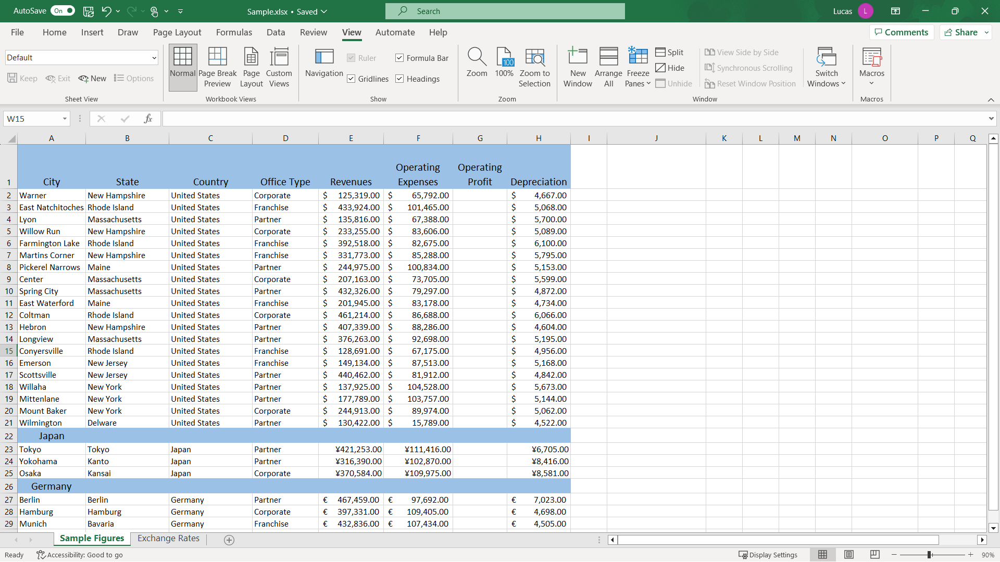 AutoSave On Sample.xlsx • Saved Search Lucas L
File Home Insert Draw Page Layout Formulas Data Review View Automate Help Comments Share
Default
Keep Exit New Options
Sheet View
Normal Page Break Preview Page Layout Custom Views
Workbook Views
Navigation Ruler Formula Bar
Gridlines Headings
Show
Zoom 100 100% Zoom to Selection
Zoom
New Window Arrange All Freeze Panes
Split View Side by Side
Hide Synchronous Scrolling
Unhide Reset Window Position
Switch Windows
Window
Macros
Macros
W15 fx
A B C D E F G H I J K L M N O P Q
1 City State Country Office Type Revenues Operating Expenses Operating Profit Depreciation
2 Warner New Hampshire United States Corporate $ 125,319.00 $ 65,792.00 $ 4,667.00
3 East Natchitoches Rhode Island United States Franchise $ 433,924.00 $ 101,465.00 $ 5,068.00
4 Lyon Massachusetts United States Partner $ 135,816.00 $ 67,388.00 $ 5,700.00
5 Willow Run New Hampshire United States Corporate $ 233,255.00 $ 83,606.00 $ 5,089.00
6 Farmington Lake Rhode Island United States Franchise $ 392,518.00 $ 82,675.00 $ 6,100.00
7 Martins Corner New Hampshire United States Franchise $ 331,773.00 $ 85,288.00 $ 5,795.00
8 Pickerel Narrows Maine United States Partner $ 244,975.00 $ 100,834.00 $ 5,153.00
9 Center Massachusetts United States Corporate $ 207,163.00 $ 73,705.00 $ 5,599.00
10 Spring City Massachusetts United States Partner $ 432,326.00 $ 79,297.00 $ 4,872.00
11 East Waterford Maine United States Franchise $ 201,945.00 $ 83,178.00 $ 4,734.00
12 Coltman Rhode Island United States Corporate $ 461,214.00 $ 86,688.00 $ 6,066.00
13 Hebron New Hampshire United States Partner $ 407,339.00 $ 88,286.00 $ 4,604.00
14 Longview Massachusetts United States Partner $ 376,263.00 $ 92,698.00 $ 5,195.00
15 Conyersville Rhode Island United States Franchise $ 128,691.00 $ 67,175.00 $ 4,956.00
16 Emerson New Jersey United States Franchise $ 149,134.00 $ 87,513.00 $ 5,168.00
17 Scottsville New Jersey United States Partner $ 440,462.00 $ 81,912.00 $ 4,842.00
18 Willaha New York United States Partner $ 137,925.00 $ 104,528.00 $ 5,673.00
19 Mittenlane New York United States Partner $ 177,789.00 $ 103,757.00 $ 5,144.00
20 Mount Baker New York United States Corporate $ 244,913.00 $ 89,974.00 $ 5,062.00
21 Wilmington Delware United States Partner $ 130,422.00 $ 15,789.00 $ 4,522.00
22 Japan
23 Tokyo Tokyo Japan Partner ¥421,253.00 ¥111,416.00 ¥6,705.00
24 Yokohama Kanto Japan Partner ¥316,390.00 ¥102,870.00 ¥8,416.00
25 Osaka Kansai Japan Corporate ¥370,584.00 ¥109,975.00 ¥8,581.00
26 Germany
27 Berlin Berlin Germany Partner € 467,459.00 € 97,692.00 € 7,023.00
28 Hamburg Hamburg Germany Corporate € 397,331.00 € 109,405.00 € 4,698.00
29 Munich Bavaria Germany Franchise € 432,836.00 € 107,434.00 € 4,505.00
Sample Figures Exchange Rates
Ready Accessibility: Good to go Display Settings 90%